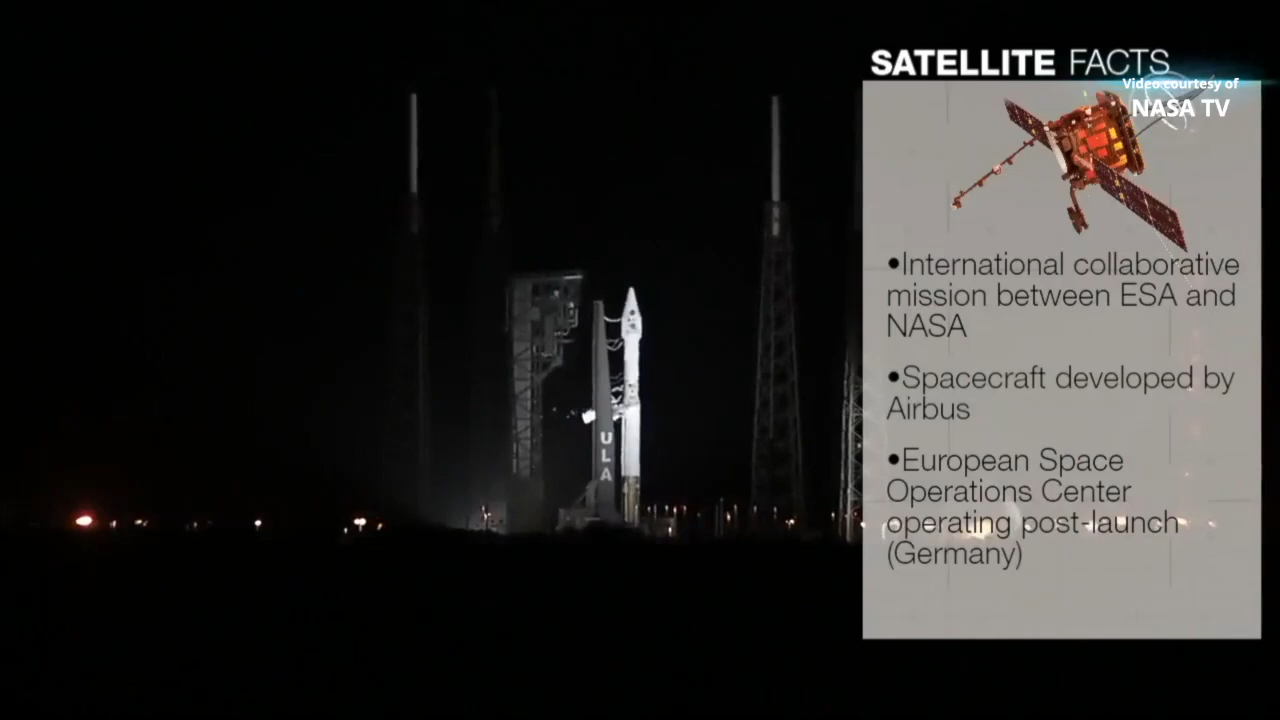 SATELLITE FACTS
Video courtesy of
NASA TV
•International collaborative
mission between ESA and
NASA
•Spacecraft developed by
Airbus
•European Space
Operations Center
operating post-launch
(Germany)
U
L
A